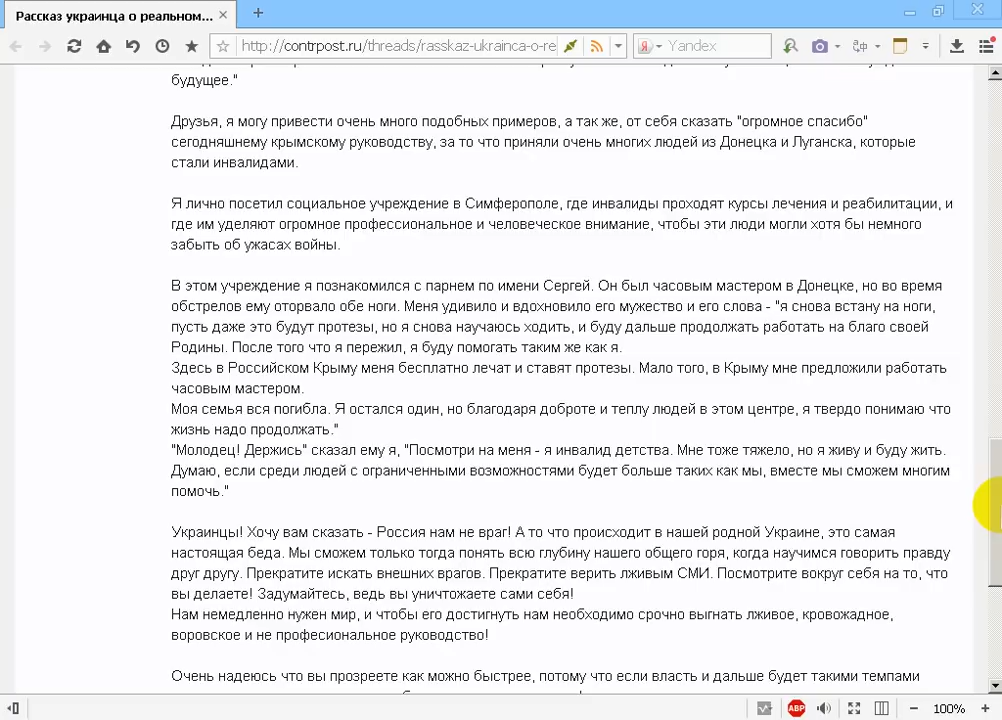 Рассказ украинца о реальном...
http://contrpost.ru/threads/rasskaz-ukrainca-o-re
Yandex
будущее."
Друзья, я могу привести очень много подобных примеров, а так же, от себя сказать "огромное спасибо"
сегодняшнему крымскому руководству, за то что приняли очень многих людей из Донецка и Луганска, которые
стали инвалидами.
Я лично посетил социальное учреждение в Симферополе, где инвалиды проходят курсы лечения и реабилитации, и
где им уделяют огромное профессиональное и человеческое внимание, чтобы эти люди могли хотя бы немного
забыть об ужасах войны.
В этом учреждение я познакомился с парнем по имени Сергей. Он был часовым мастером в Донецке, но во время
обстрелов ему оторвало обе ноги. Меня удивило и вдохновило его мужество и его слова - "я снова встану на ноги,
пусть даже это будут протезы, но я снова научаюсь ходить, и буду дальше продолжать работать на благо своей
Родины. После того что я пережил, я буду помогать таким же как я.
Здесь в Российском Крыму меня бесплатно лечат и ставят протезы. Мало того, в Крыму мне предложили работать
часовым мастером.
Моя семья вся погибла. Я остался один, но благодаря доброте и теплу людей в этом центре, я твердо понимаю что
жизнь надо продолжать."
"Молодец! Держись" сказал ему я, "Посмотри на меня - я инвалид детства. Мне тоже тяжело, но я живу и буду жить.
Думаю, если среди людей с ограниченными возможностями будет больше таких как мы, вместе мы сможем многим
помочь."
Украинцы! Хочу вам сказать - Россия нам не враг! А то что происходит в нашей родной Украине, это самая
настоящая беда. Мы сможем только тогда понять всю глубину нашего общего горя, когда научимся говорить правду
друг другу. Прекратите искать внешних врагов. Прекратите верить лживым СМИ. Посмотрите вокруг себя на то, что
вы делаете! Задумайтесь, ведь вы уничтожаете сами себя!
Нам немедленно нужен мир, и чтобы его достигнуть нам необходимо срочно выгнать лживое, кровожадное,
воровское и не професиональное руководство!
Очень надеюсь что вы прозреете как можно быстрее, потому что если власть и дальше будет такими темпами
ABP
100%